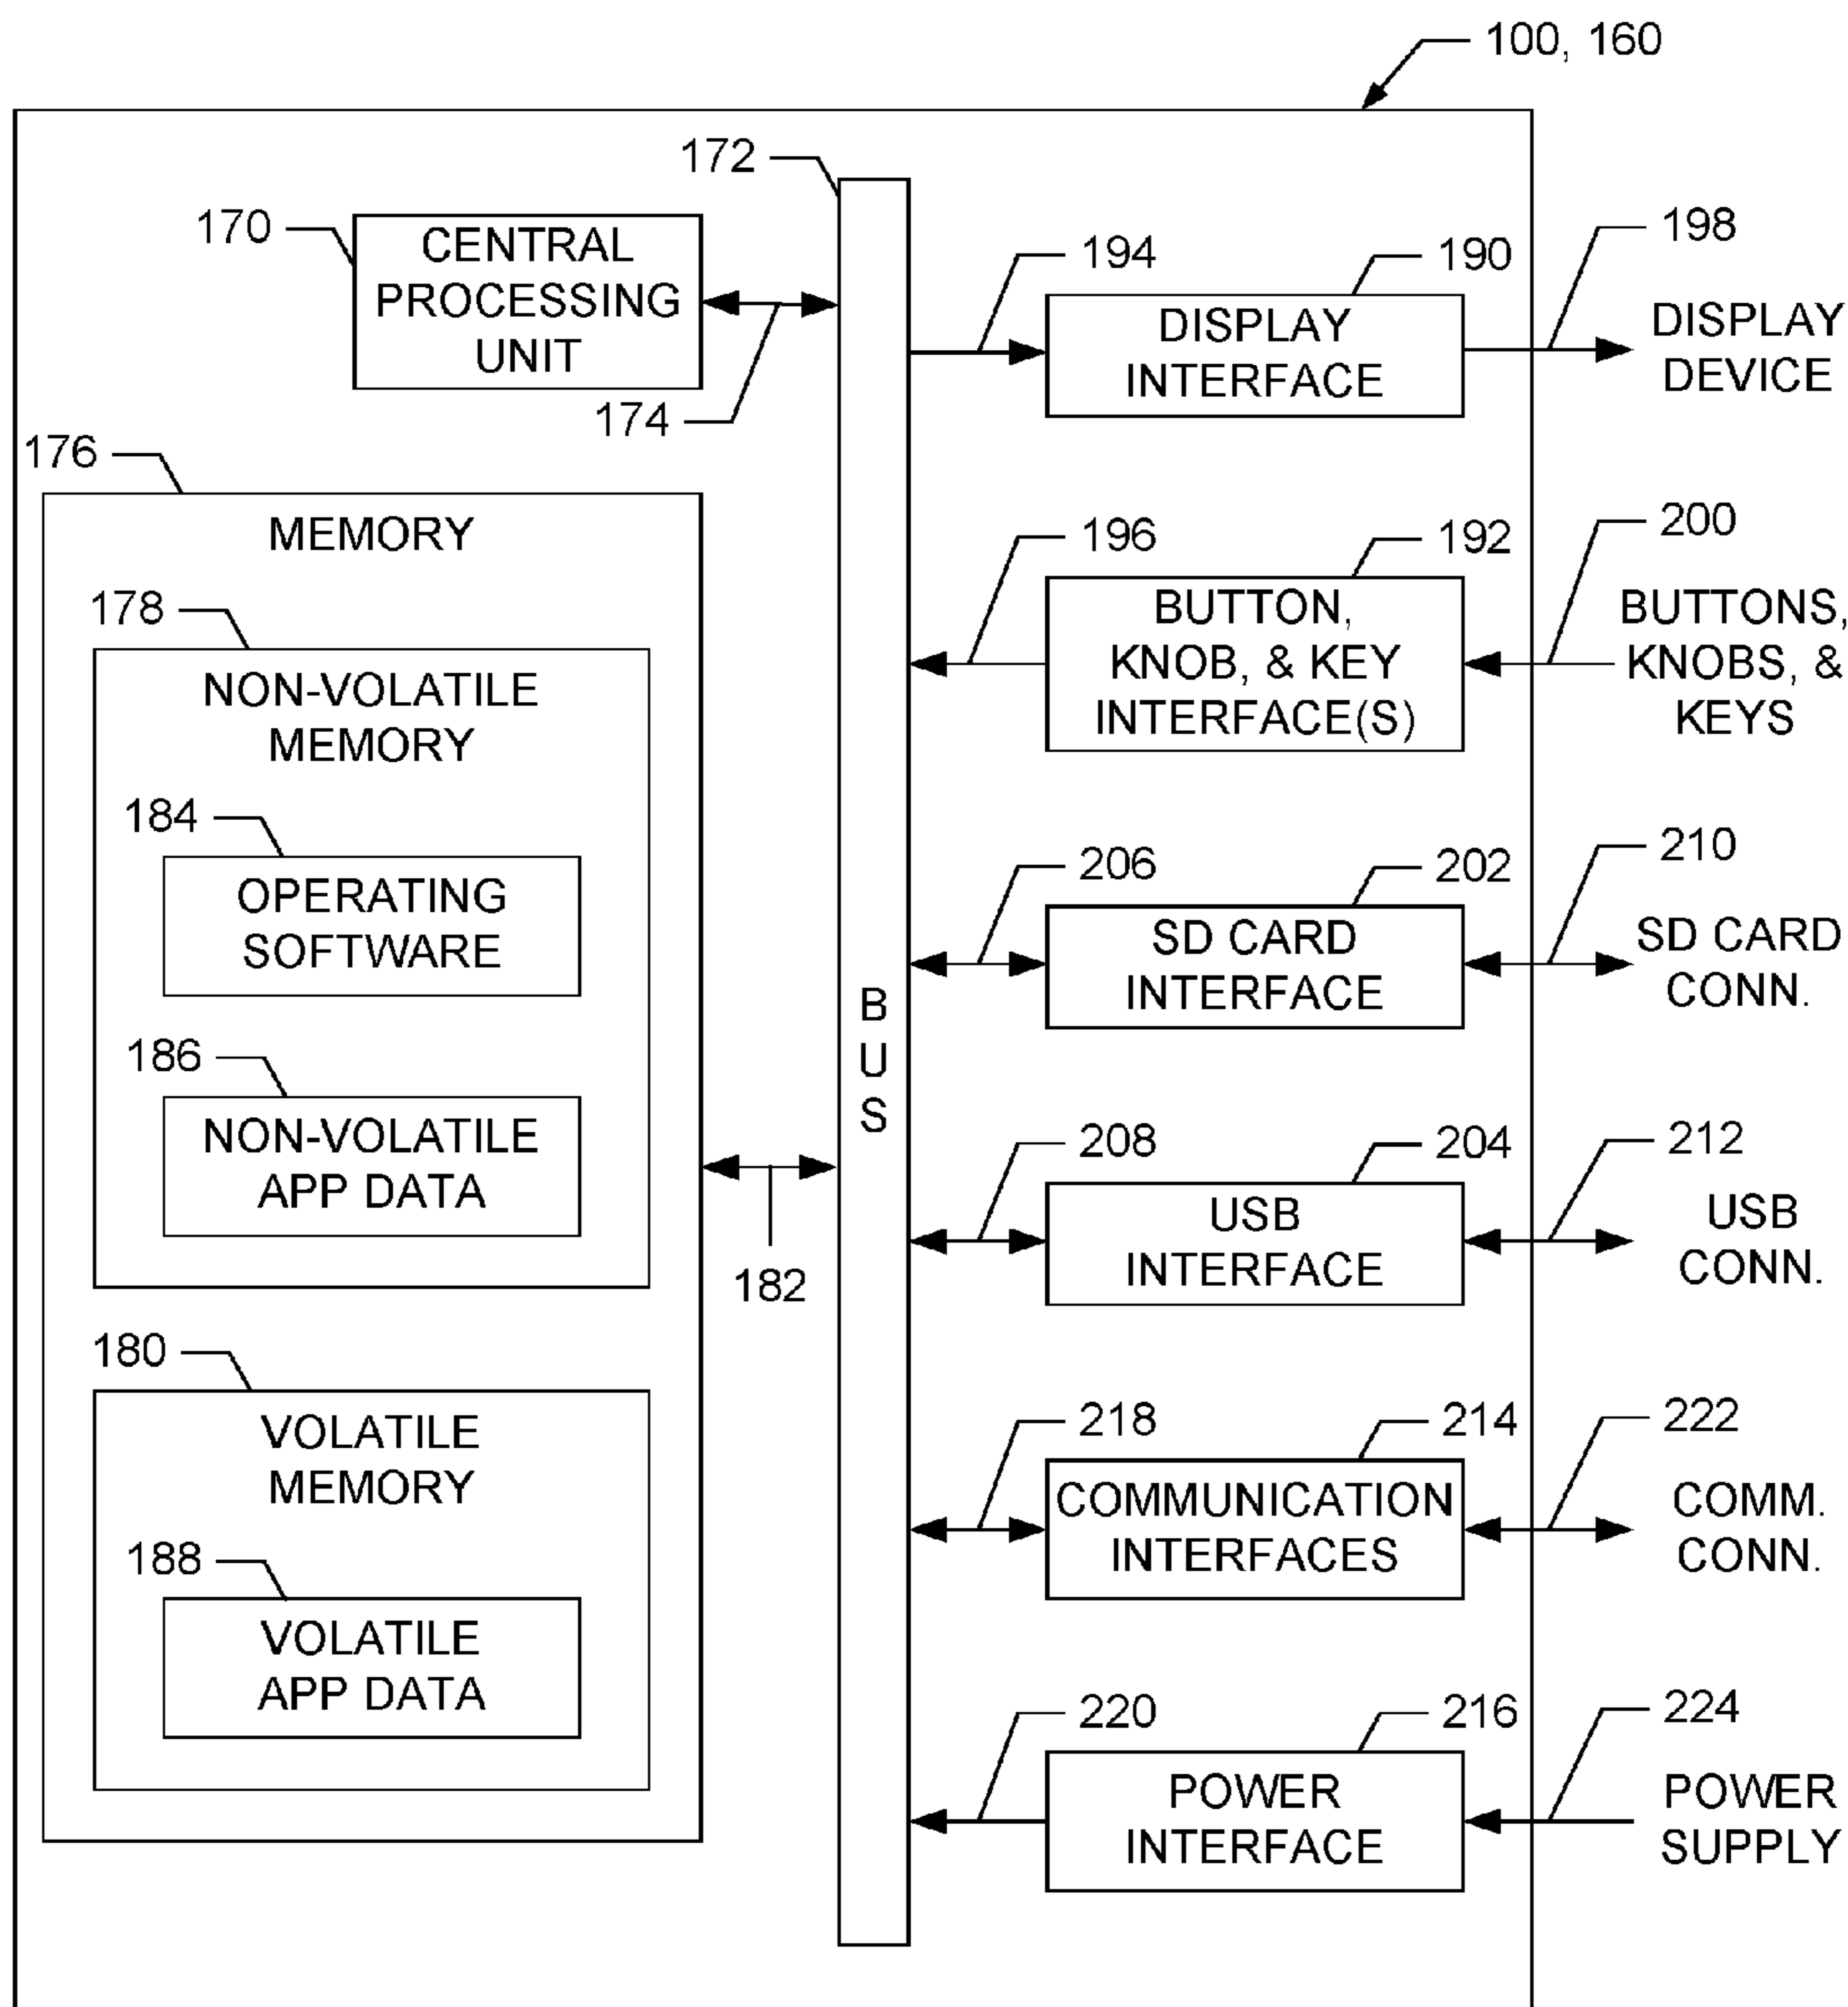 100, 160
172
170
CENTRAL
PROCESSING
UNIT
174
194
190
DISPLAY
INTERFACE
198
DISPLAY
DEVICE
176
MEMORY
178
NON-VOLATILE
MEMORY
184
OPERATING
SOFTWARE
186
NON-VOLATILE
APP DATA
182
180
VOLATILE
MEMORY
188
VOLATILE
APP DATA
B
U
S
196
192
BUTTON,
KNOB, & KEY
INTERFACE(S)
200
BUTTONS,
KNOBS, &
KEYS
206
202
SD CARD
INTERFACE
210
SD CARD
CONN.
208
204
USB
INTERFACE
212
USB
CONN.
218
214
COMMUNICATION
INTERFACES
222
COMM.
CONN.
220
216
POWER
INTERFACE
224
POWER
SUPPLY